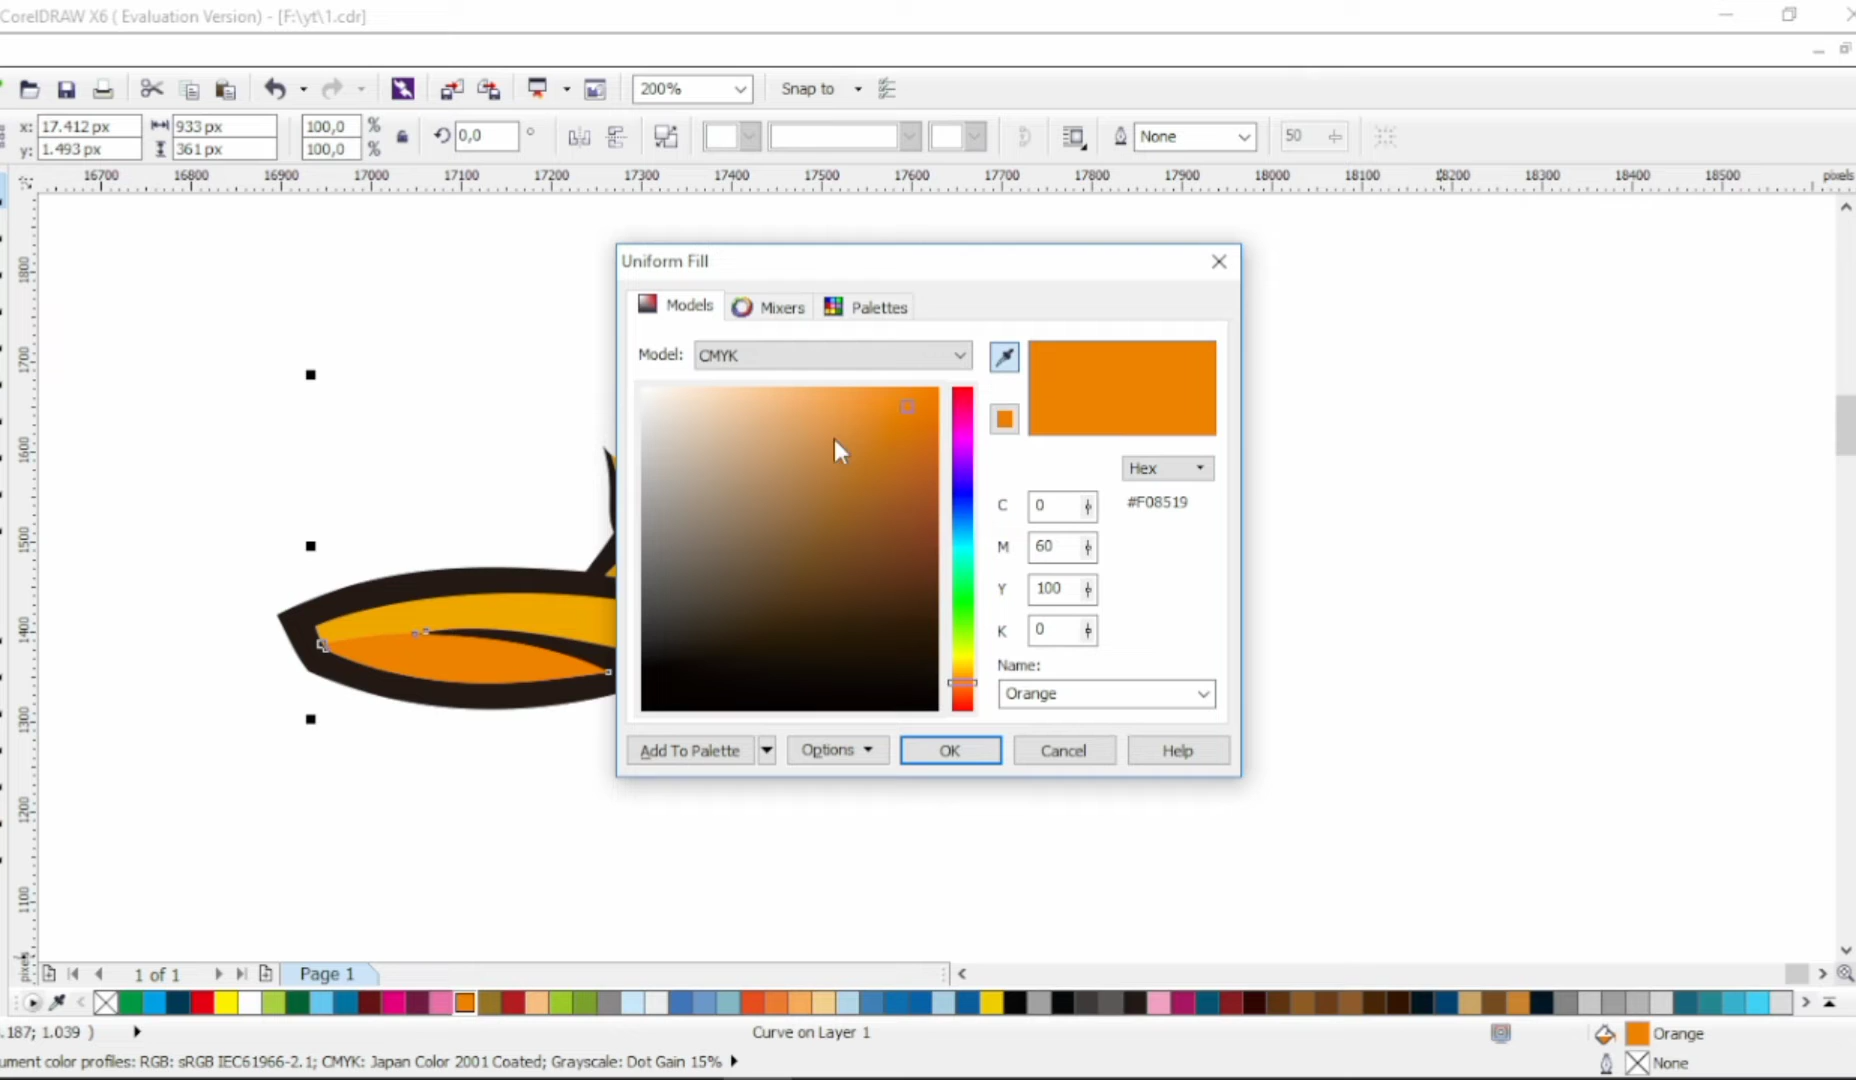 CorelDRAW X6 ( Evaluation Version) - [F:\yt\1.cdr]
200%
Snap to
x: 17.412 px
933 px
100,0 %
0,0 °
None
50
y: 1.493 px
361 px
100,0 %
16700 16800 16900 17000 17100 17200 17300 17400 17500 17600 17700 17800 17900 18000 18100 18200 18300 18400 18500 pixels
1800
1700
1600
1500
1400
1300
1200
1100
pixels
Uniform Fill
Models
Mixers
Palettes
Model: CMYK
Hex
#F08519
C 0
M 60
Y 100
K 0
Name:
Orange
Add To Palette
Options
OK
Cancel
Help
1 of 1
Page 1
.187; 1.039 )
Curve on Layer 1
Orange
ument color profiles: RGB: sRGB IEC61966-2.1; CMYK: Japan Color 2001 Coated; Grayscale: Dot Gain 15%
None